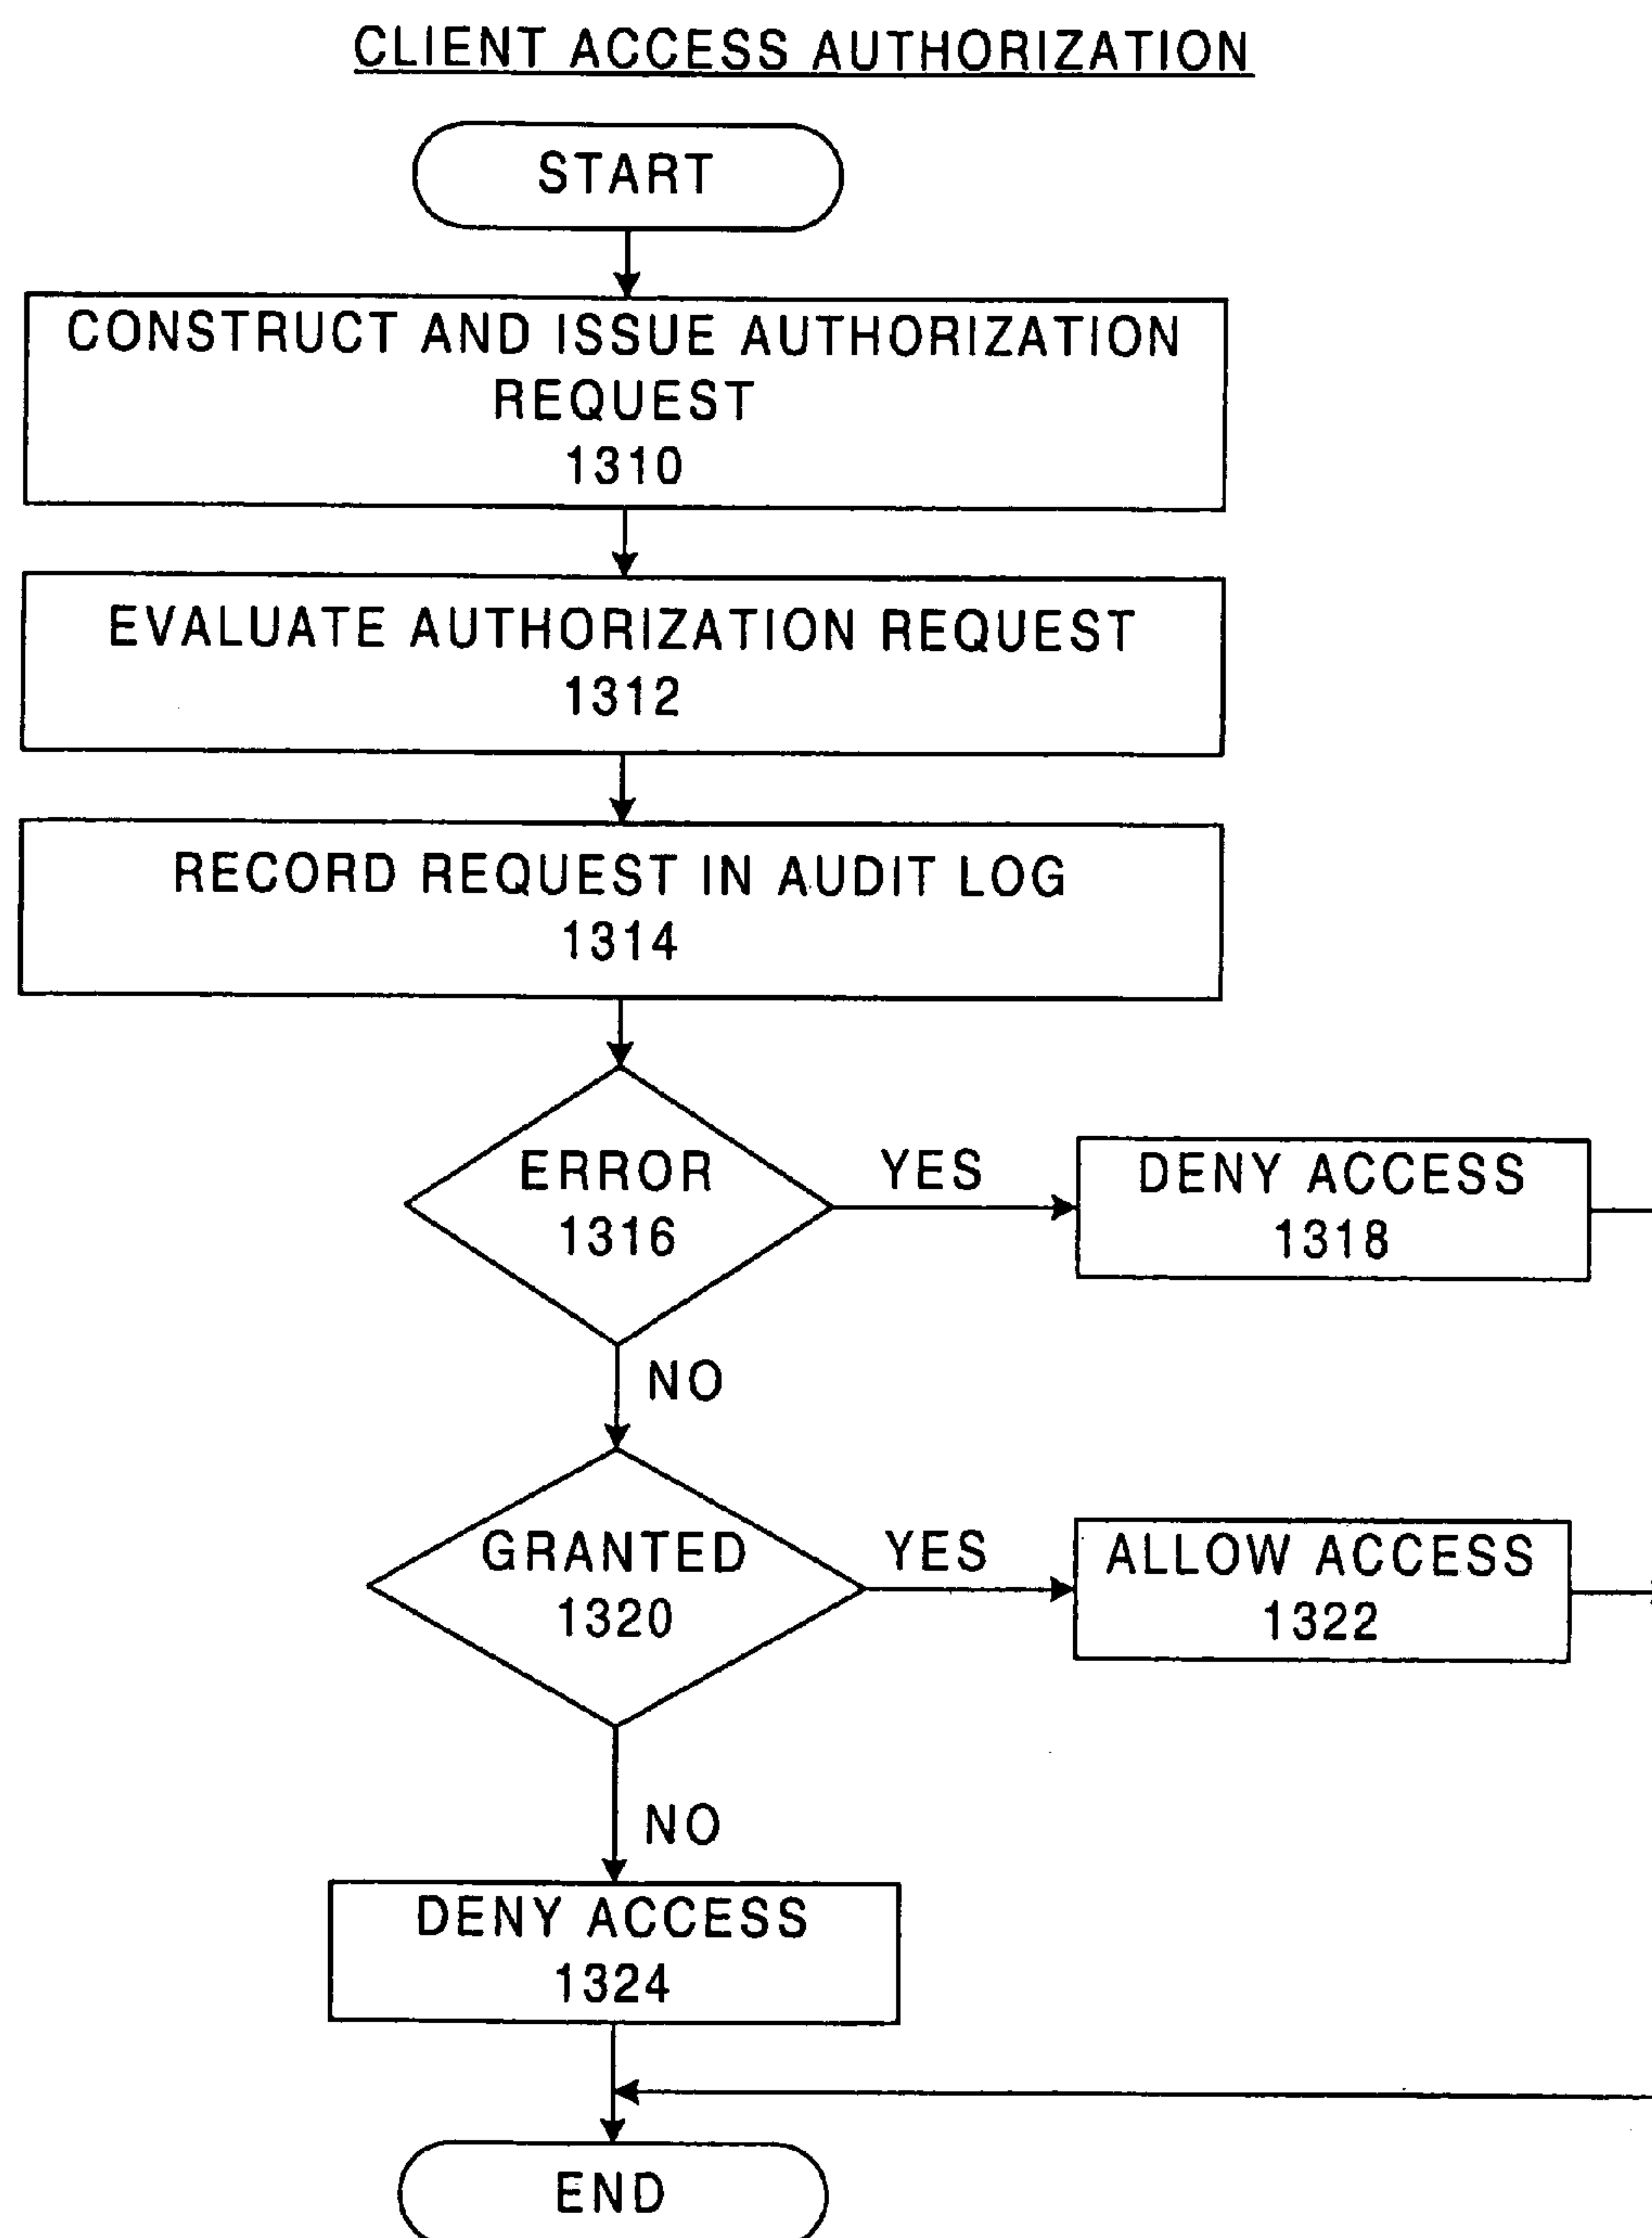 CLIENT ACCESS AUTHORIZATION
START
CONSTRUCT AND ISSUE AUTHORIZATION
REQUEST
1310
EVALUATE AUTHORIZATION REQUEST
1312
RECORD REQUEST IN AUDIT LOG
1314
ERROR
1316
YES
DENY ACCESS
1318
NO
GRANTED
1320
YES
ALLOW ACCESS
1322
NO
DENY ACCESS
1324
END